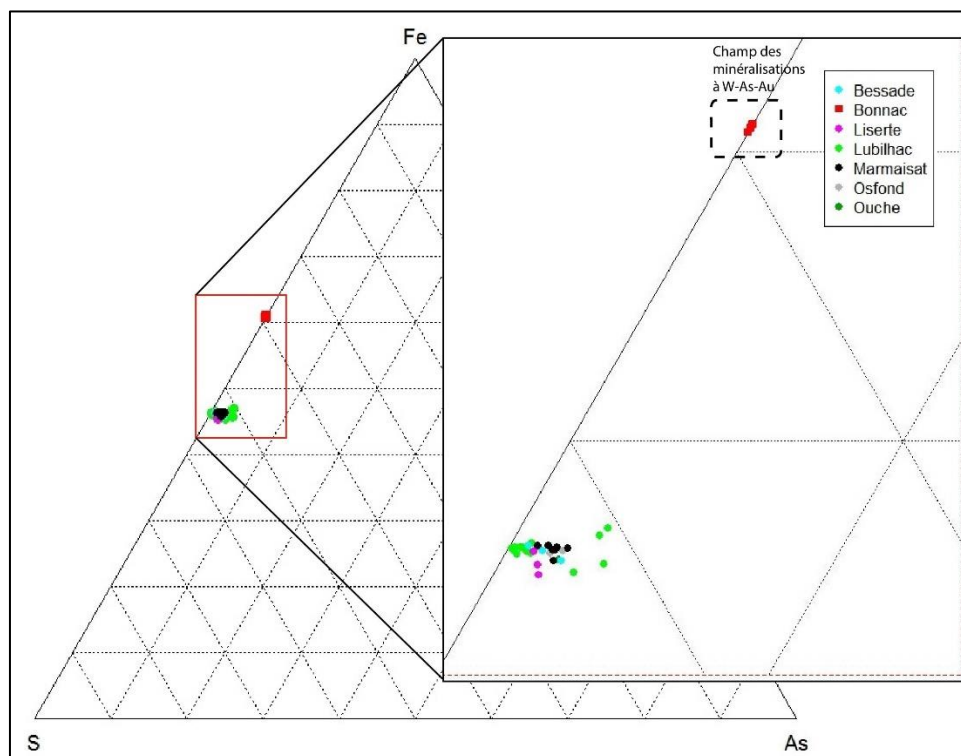 Fe
Champ des
minéralisations
à W-As-Au
Bessade
Bonnac
Liserte
Lubilhac
Marmaisat
Osfond
Ouche
S
As